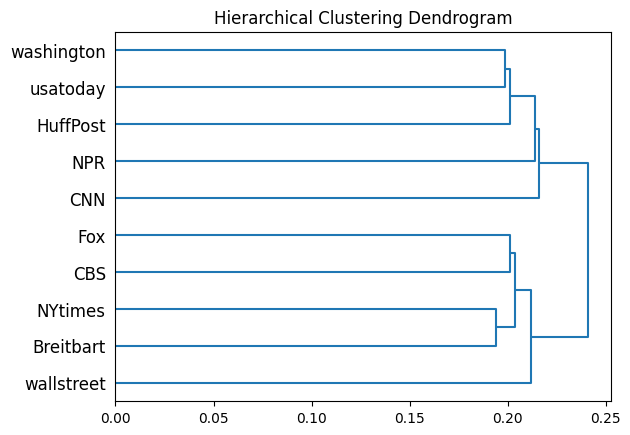 Hierarchical Clustering Dendrogram
washington
usatoday
HuffPost
NPR
CNN
Fox
CBS
NYtimes
Breitbart
wallstreet
0.00 0.05 0.10 0.15 0.20 0.25